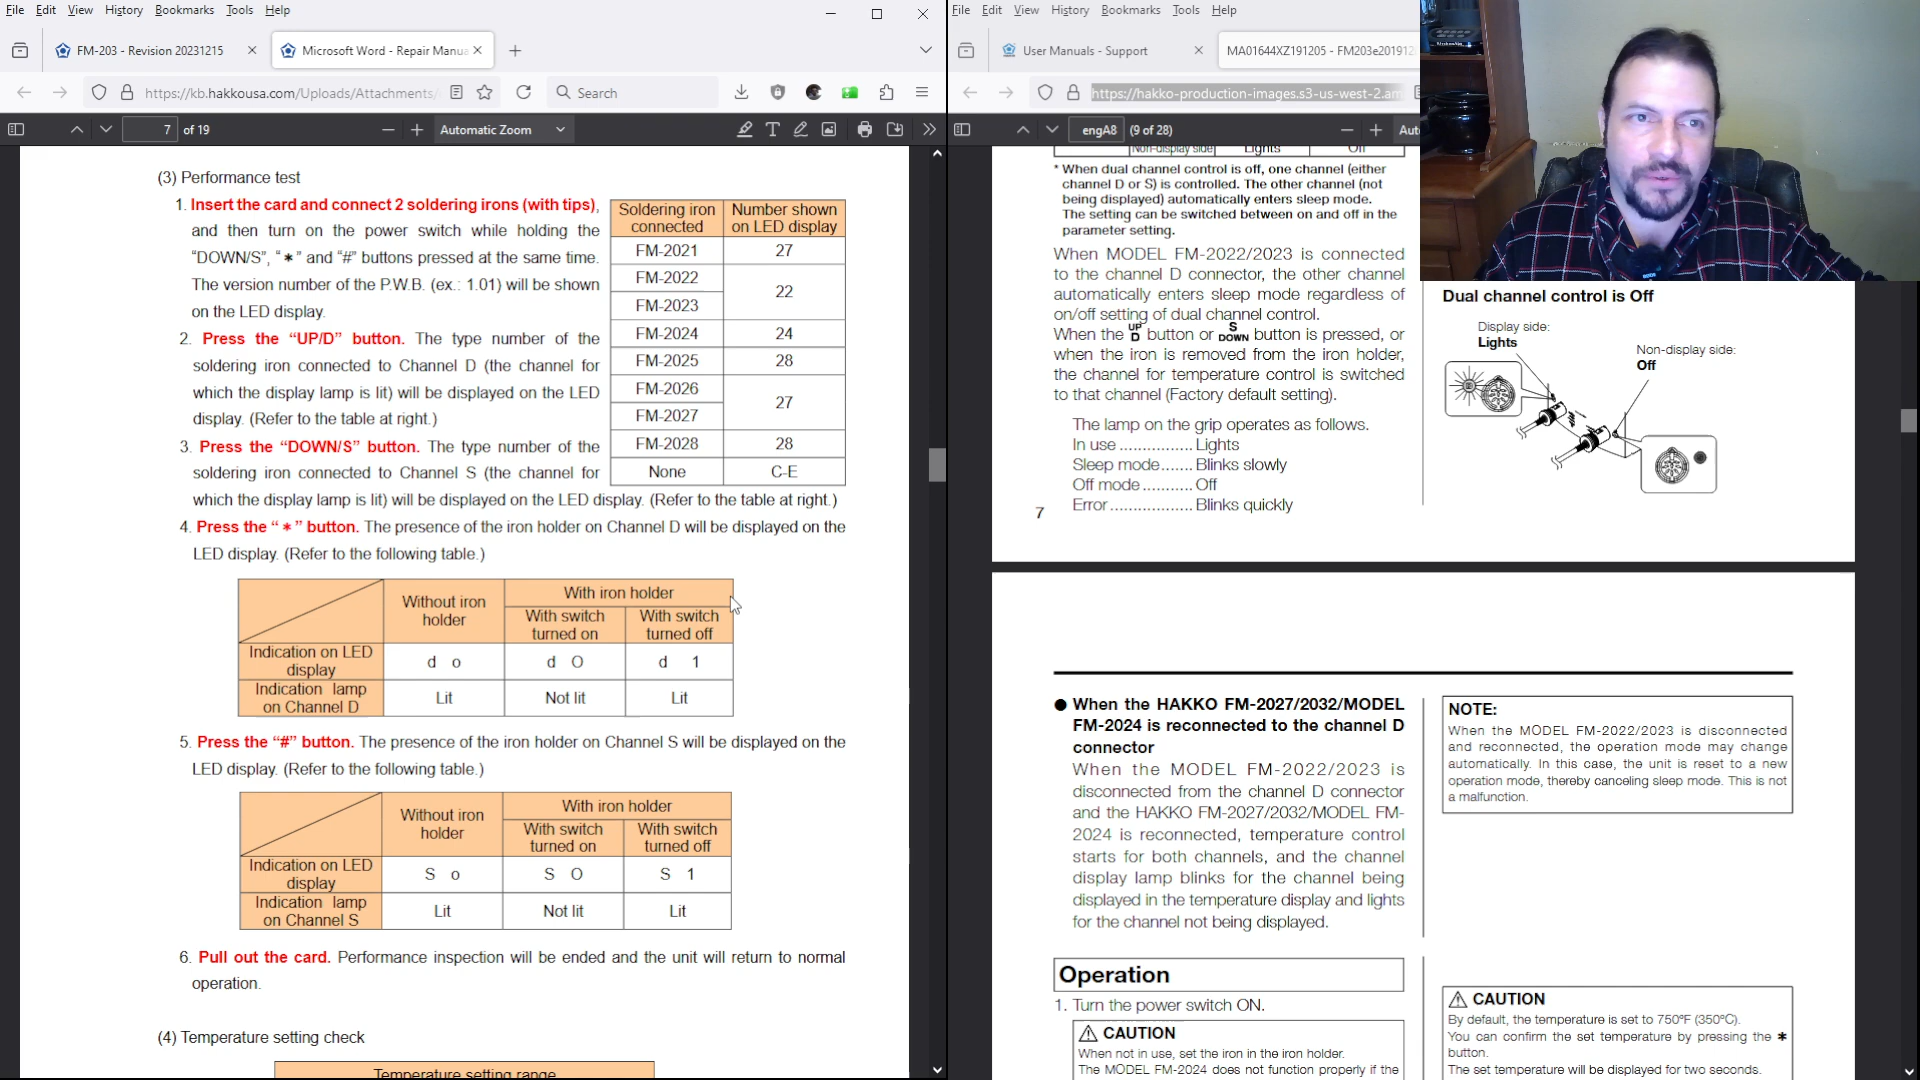 File Edit View History Bookmarks Tools Help
FM-203 - Revision 20231215
Microsoft Word - Repair Manua
https://kb.hakkousa.com/Uploads/Attachments/
Search
7 of 19
Automatic Zoom
(3) Performance test
1. Insert the card and connect 2 soldering irons (with tips),
and then turn on the power switch while holding the
"DOWN/S", "*" and "#" buttons pressed at the same time.
The version number of the P.W.B. (ex.: 1.01) will be shown
on the LED display.
2. Press the "UP/D" button. The type number of the
soldering iron connected to Channel D (the channel for
which the display lamp is lit) will be displayed on the LED
display. (Refer to the table at right.)
3. Press the "DOWN/S" button. The type number of the
soldering iron connected to Channel S (the channel for
which the display lamp is lit) will be displayed on the LED display. (Refer to the table at right.)
Soldering iron connected
Number shown on LED display
FM-2021 27
FM-2022
FM-2023
22
FM-2024 24
FM-2025 28
FM-2026
FM-2027
27
FM-2028 28
None C-E
4. Press the "*" button. The presence of the iron holder on Channel D will be displayed on the
LED display. (Refer to the following table.)
Without iron holder
With iron holder
With switch turned on
With switch turned off
Indication on LED display
d o
d O
d 1
Indication lamp on Channel D
Lit
Not lit
Lit
5. Press the "#" button. The presence of the iron holder on Channel S will be displayed on the
LED display. (Refer to the following table.)
Without iron holder
With iron holder
With switch turned on
With switch turned off
Indication on LED display
S o
S O
S 1
Indication lamp on Channel S
Lit
Not lit
Lit
6. Pull out the card. Performance inspection will be ended and the unit will return to normal
operation.
(4) Temperature setting check
Temperature setting range
File Edit View History Bookmarks Tools Help
User Manuals - Support
MA01644XZ191205 - FM203e201912
https://hakko-production-images.s3-us-west-2.am
engA8 (9 of 28)
Aut
Non-display side Lights Off
* When dual channel control is off, one channel (either
channel D or S) is controlled. The other channel (not
being displayed) automatically enters sleep mode.
The setting can be switched between on and off in the
parameter setting.
When MODEL FM-2022/2023 is connected
to the channel D connector, the other channel
automatically enters sleep mode regardless of
on/off setting of dual channel control.
When the UP D button or S DOWN button is pressed, or
when the iron is removed from the iron holder,
the channel for temperature control is switched
to that channel (Factory default setting).
The lamp on the grip operates as follows.
In use ............... Lights
Sleep mode....... Blinks slowly
Off mode ........... Off
Error.................. Blinks quickly
7
Dual channel control is Off
Display side:
Lights
Non-display side:
Off
● When the HAKKO FM-2027/2032/MODEL
FM-2024 is reconnected to the channel D
connector
When the MODEL FM-2022/2023 is
disconnected from the channel D connector
and the HAKKO FM-2027/2032/MODEL FM-
2024 is reconnected, temperature control
starts for both channels, and the channel
display lamp blinks for the channel being
displayed in the temperature display and lights
for the channel not being displayed.
NOTE:
When the MODEL FM-2022/2023 is disconnected
and reconnected, the operation mode may change
automatically. In this case, the unit is reset to a new
operation mode, thereby canceling sleep mode. This is not
a malfunction.
Operation
1. Turn the power switch ON.
CAUTION
When not in use, set the iron in the iron holder.
The MODEL FM-2024 does not function properly if the
CAUTION
By default, the temperature is set to 750°F (350°C).
You can confirm the set temperature by pressing the *
button.
The set temperature will be displayed for two seconds.